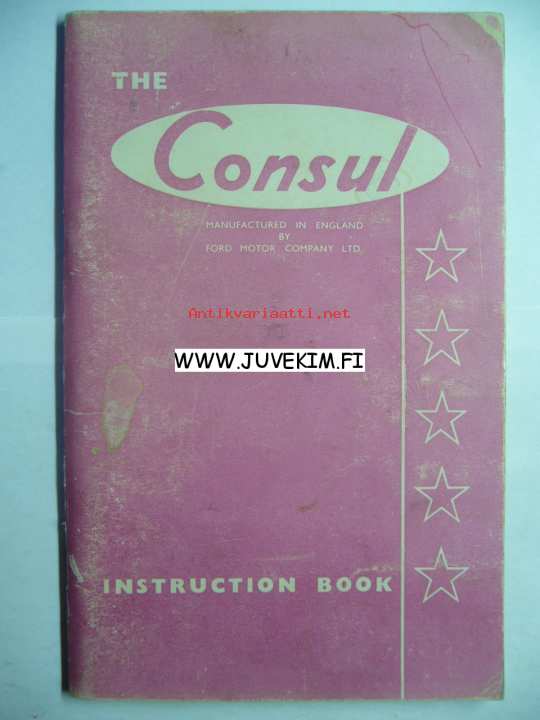 THE
Consul
MANUFACTURED IN ENGLAND
BY
FORD MOTOR COMPANY LTD.
Antikvariaatti.net
WWW.JUVEKIM.FI
INSTRUCTION BOOK